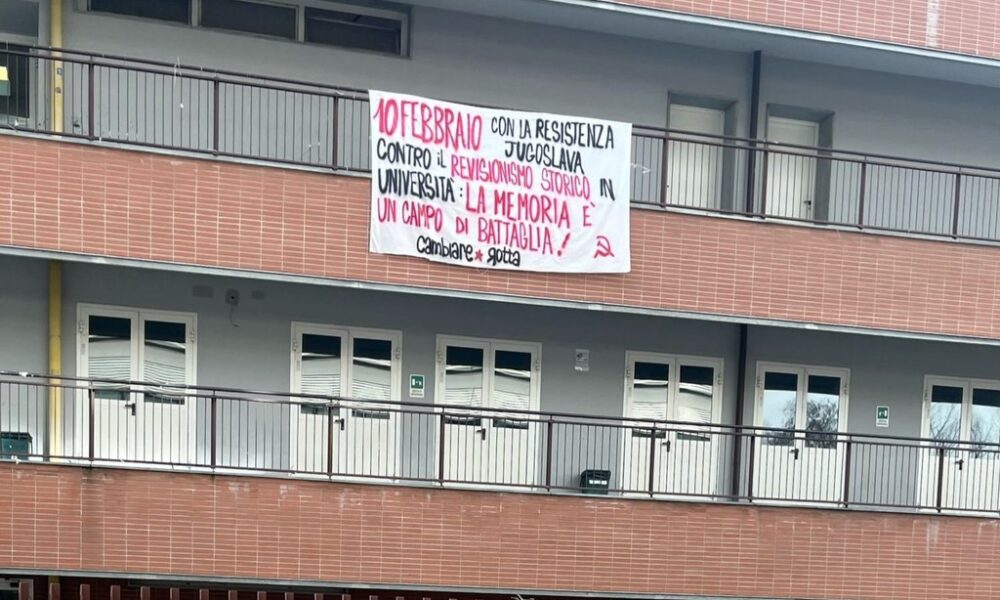 10 FEBBRAIO CON LA RESISTENZA
JUGOSLAVA
CONTRO IL REVISIONISMO STORICO IN
UNIVERSITÀ: LA MEMORIA È
UN CAMPO DI BATTAGLIA!
Cambiare ★ Rotta